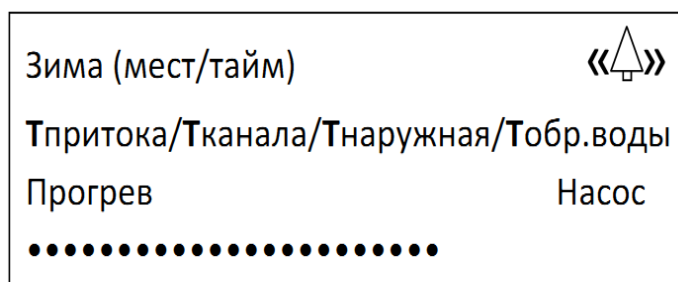 Зима (мест/тайм) «»
Тпритока/Тканала/Тнаружная/Тобр.воды
Прогрев Насос
••••••••••••••••••••••••